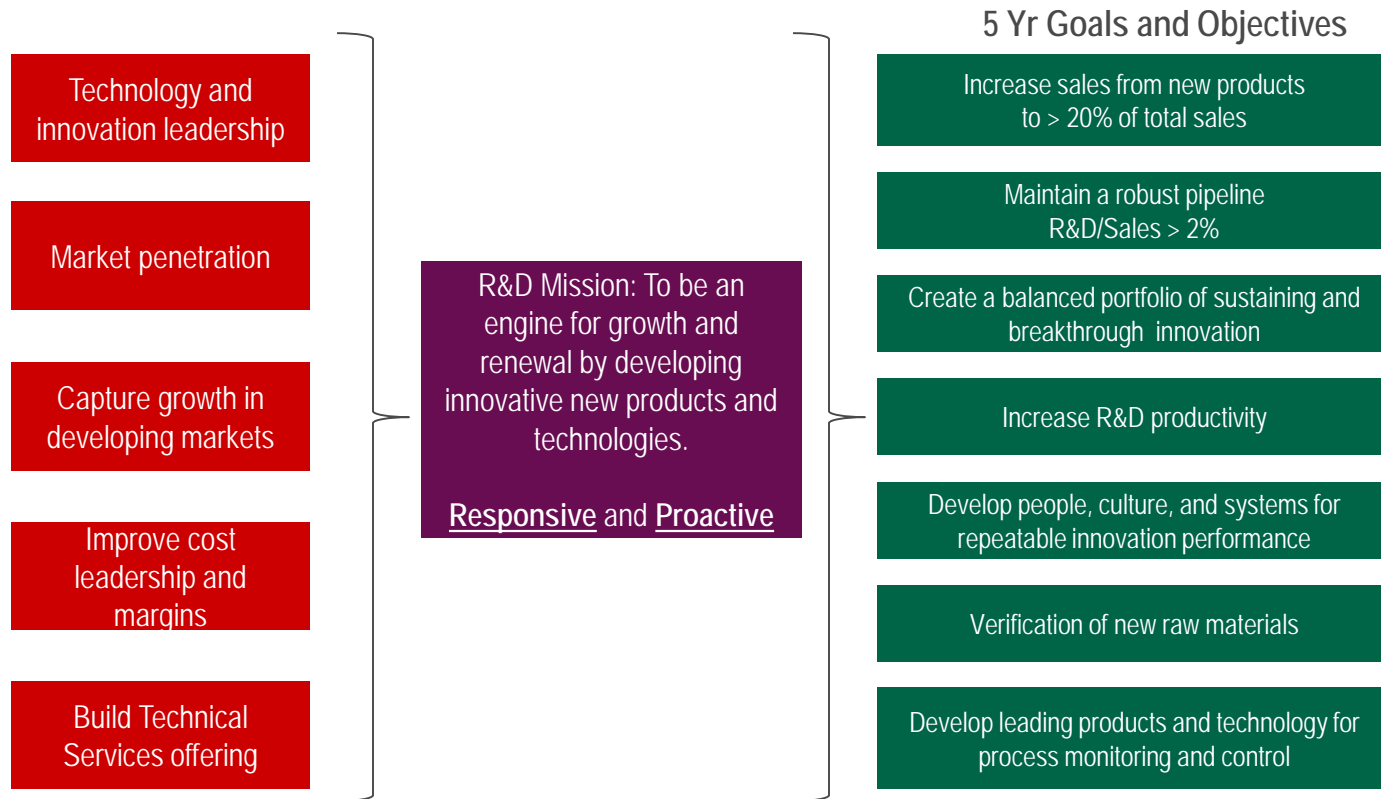 5 Yr Goals and Objectives
Technology and
innovation leadership
Market penetration
Capture growth in
developing markets
Improve cost
leadership and
margins
Build Technical
Services offering
R&D Mission: To be an
engine for growth and
renewal by developing
innovative new products and
technologies.
Responsive and Proactive
Increase sales from new products
to > 20% of total sales
Maintain a robust pipeline
R&D/Sales > 2%
Create a balanced portfolio of sustaining and
breakthrough innovation
Increase R&D productivity
Develop people, culture, and systems for
repeatable innovation performance
Verification of new raw materials
Develop leading products and technology for
process monitoring and control